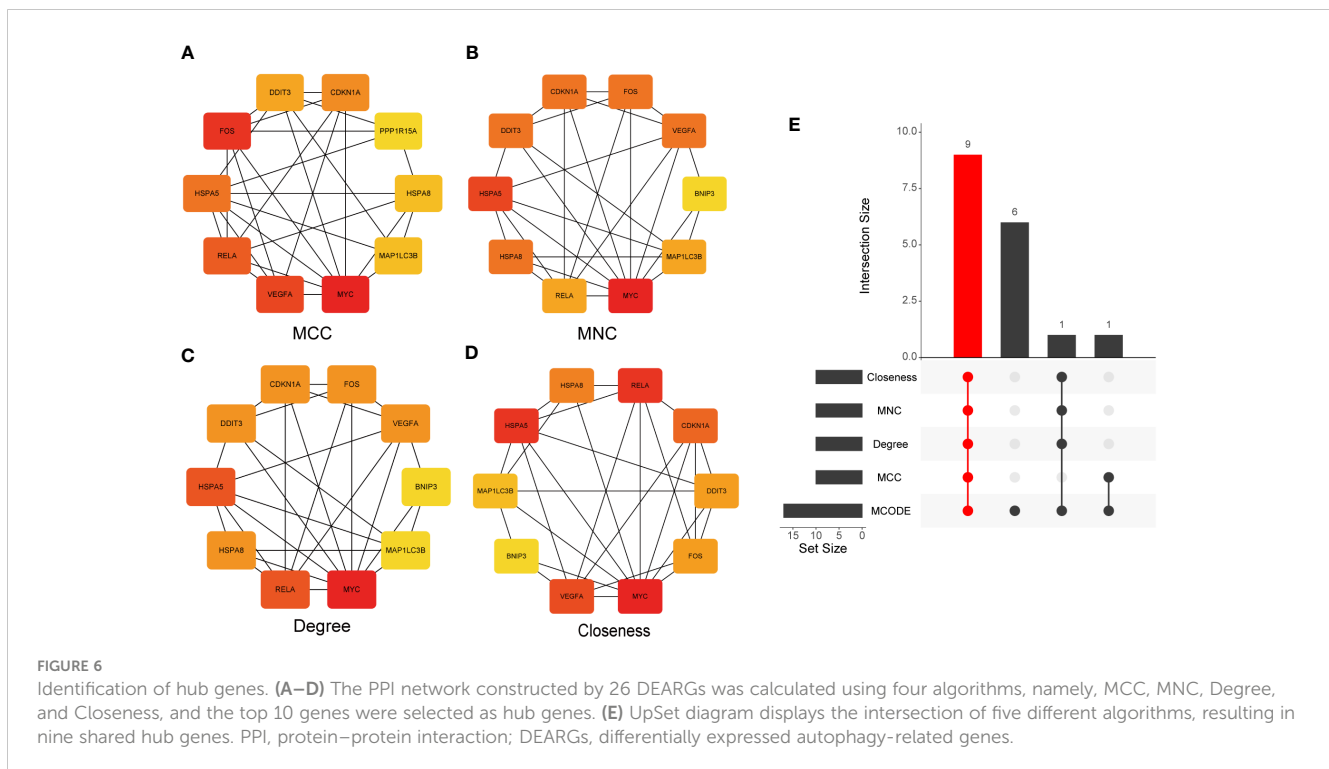 A
DDIT3
CDKN1A
FOS
PPP1R15A
HSPA5
HSPA8
RELA
MAP1LC3B
VEGFA
MYC
MCC
B
CDKN1A
FOS
DDIT3
VEGFA
HSPA5
BNIP3
HSPA8
MAP1LC3B
RELA
MYC
MNC
C
CDKN1A
FOS
DDIT3
VEGFA
HSPA5
BNIP3
HSPA8
MAP1LC3B
RELA
MYC
Degree
D
HSPA8
RELA
HSPA5
CDKN1A
MAP1LC3B
DDIT3
BNIP3
FOS
VEGFA
MYC
Closeness
E
10.0
7.5
5.0
2.5
0.0
Intersection Size
9
6
1
1
Closeness
MNC
Degree
MCC
MCODE
15 10 5 0
Set Size
FIGURE 6
Identification of hub genes. (A–D) The PPI network constructed by 26 DEARGs was calculated using four algorithms, namely, MCC, MNC, Degree,
and Closeness, and the top 10 genes were selected as hub genes. (E) UpSet diagram displays the intersection of five different algorithms, resulting in
nine shared hub genes. PPI, protein–protein interaction; DEARGs, differentially expressed autophagy-related genes.